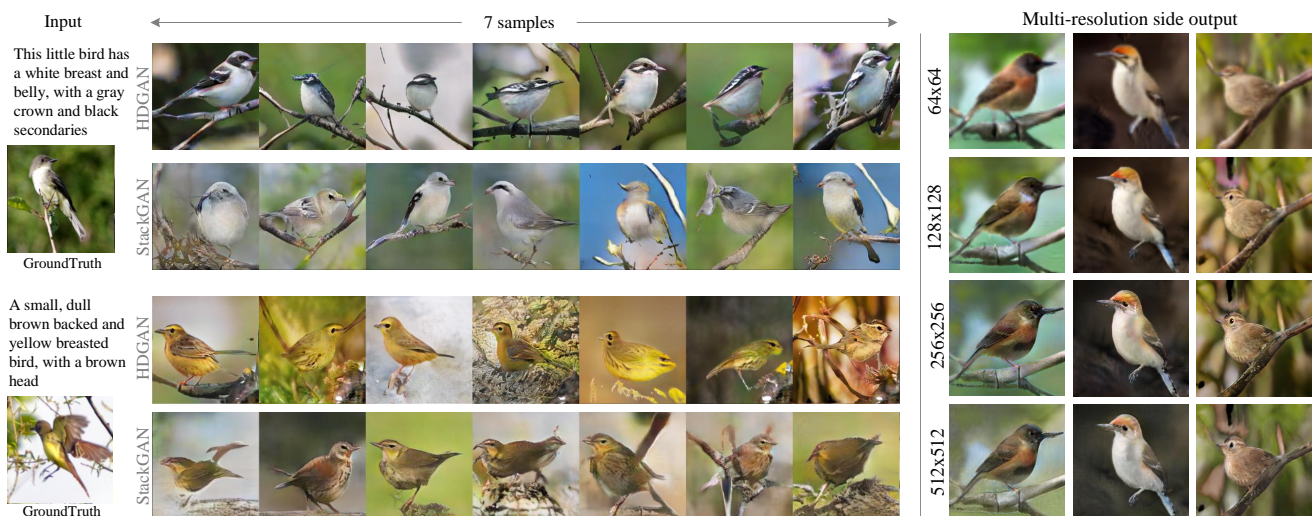 Input
7 samples
Multi-resolution side output
This little bird has
a white breast and
belly, with a gray
crown and black
secondaries
GroundTruth
HDGAN
StackGAN
A small, dull
brown backed and
yellow breasted
bird, with a brown
head
GroundTruth
HDGAN
StackGAN
64x64
128x128
256x256
512x512